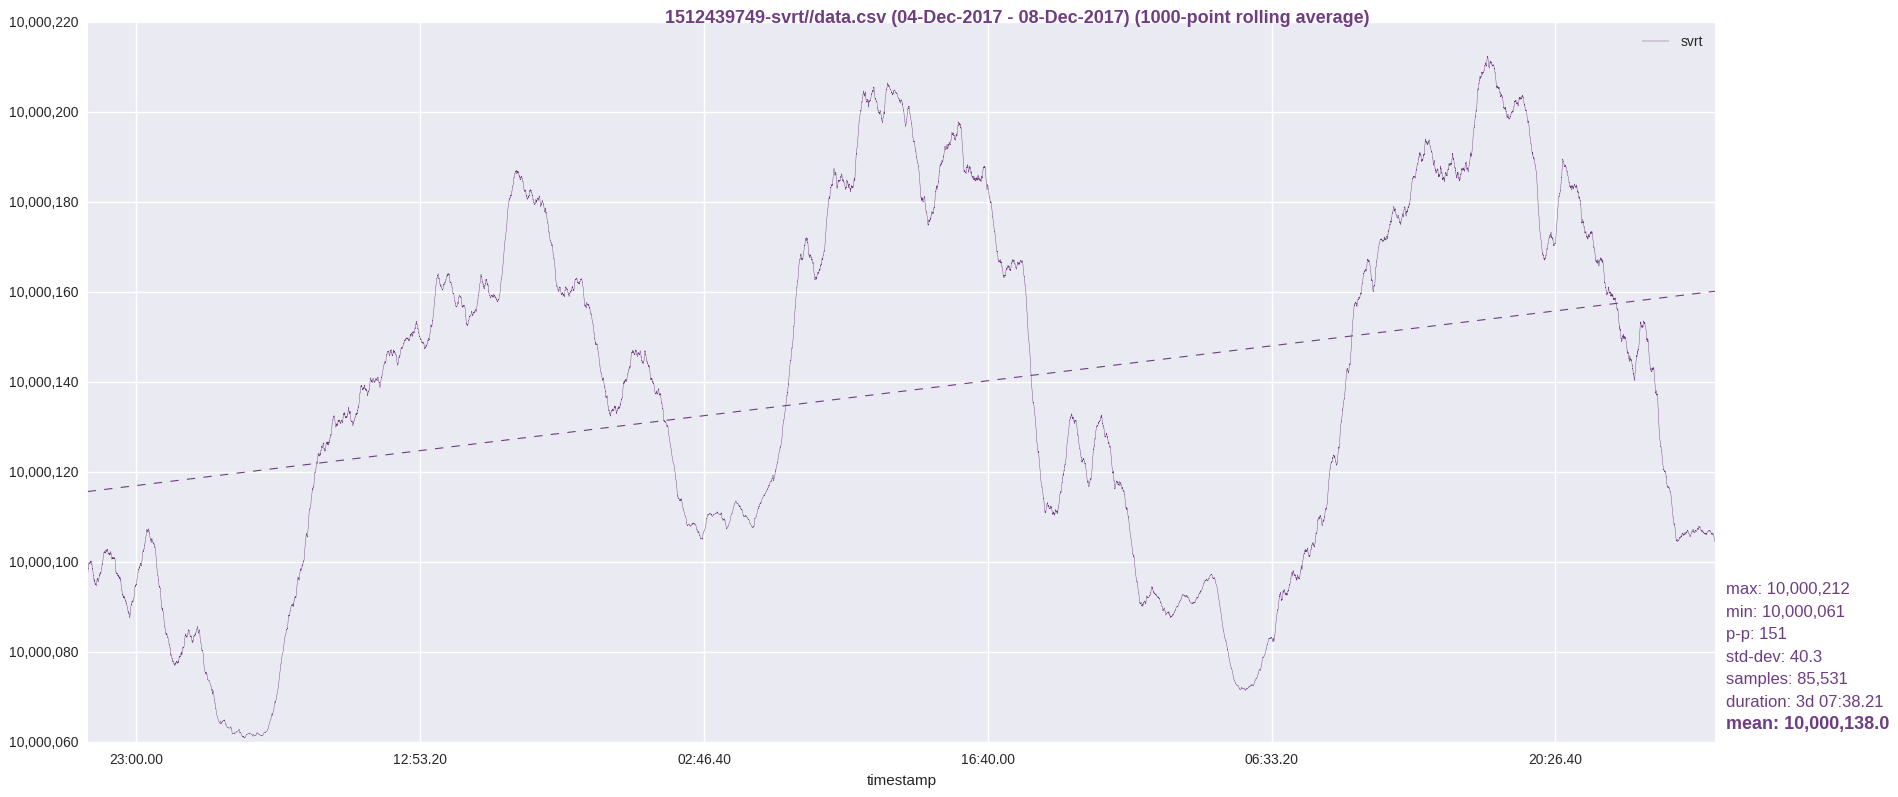 1512439749-svrt//data.csv (04-Dec-2017 - 08-Dec-2017) (1000-point rolling average)
svrt
10,000,220
10,000,200
10,000,180
10,000,160
10,000,140
10,000,120
10,000,100
10,000,080
10,000,060
23:00.00 12:53.20 02:46.40 16:40.00 06:33.20 20:26.40
timestamp
max: 10,000,212
min: 10,000,061
p-p: 151
std-dev: 40.3
samples: 85,531
duration: 3d 07:38.21
mean: 10,000,138.0